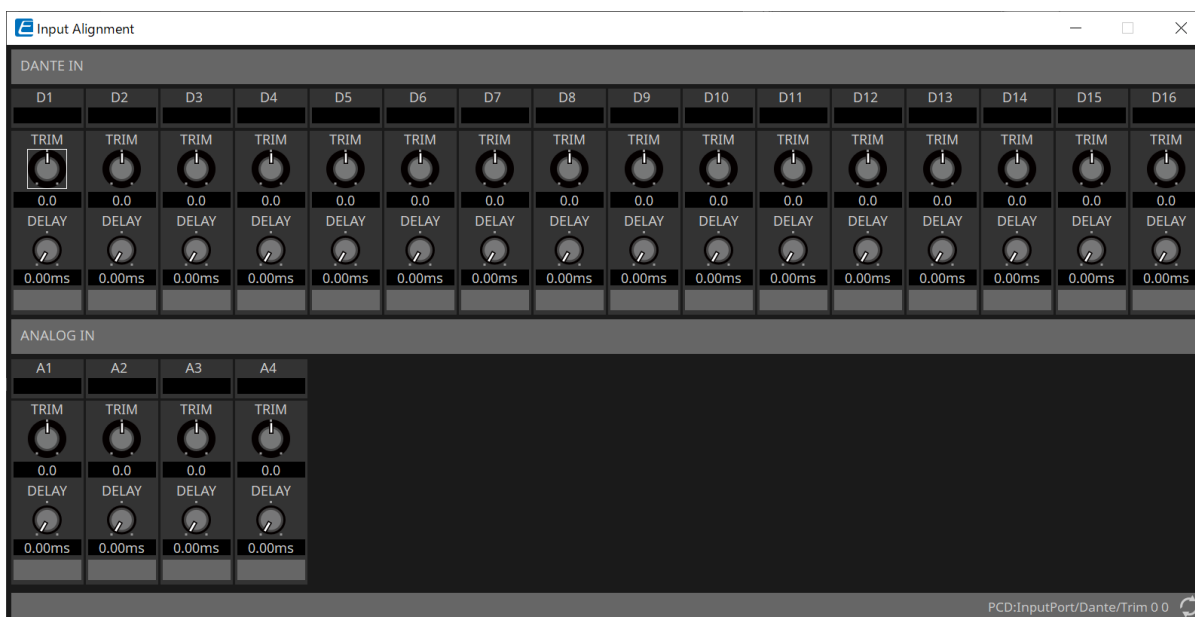 Input Alignment
DANTE IN
D1 D2 D3 D4 D5 D6 D7 D8 D9 D10 D11 D12 D13 D14 D15 D16
TRIM TRIM TRIM TRIM TRIM TRIM TRIM TRIM TRIM TRIM TRIM TRIM TRIM TRIM TRIM TRIM
0.0 0.0 0.0 0.0 0.0 0.0 0.0 0.0 0.0 0.0 0.0 0.0 0.0 0.0 0.0 0.0
DELAY DELAY DELAY DELAY DELAY DELAY DELAY DELAY DELAY DELAY DELAY DELAY DELAY DELAY DELAY DELAY
0.00ms 0.00ms 0.00ms 0.00ms 0.00ms 0.00ms 0.00ms 0.00ms 0.00ms 0.00ms 0.00ms 0.00ms 0.00ms 0.00ms 0.00ms 0.00ms
ANALOG IN
A1 A2 A3 A4
TRIM TRIM TRIM TRIM
0.0 0.0 0.0 0.0
DELAY DELAY DELAY DELAY
0.00ms 0.00ms 0.00ms 0.00ms
PCD:InputPort/Dante/Trim 0 0